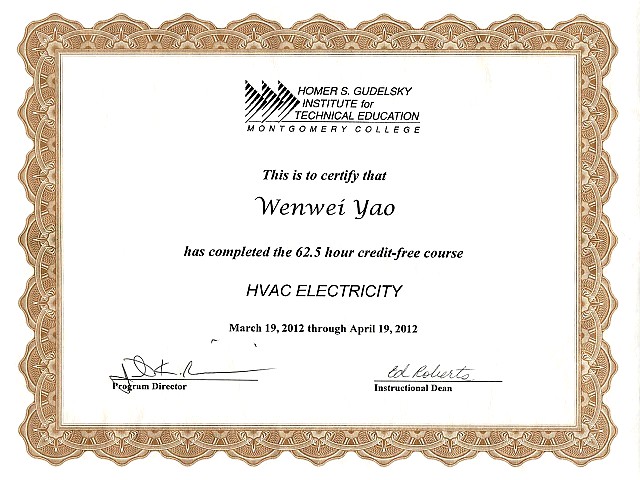 HOMER S. GUDELSKY
INSTITUTE for
TECHNICAL EDUCATION
MONTGOMERY COLLEGE
This is to certify that
Wenwei Yao
has completed the 62.5 hour credit-free course
HVAC ELECTRICITY
March 19, 2012 through April 19, 2012
Ed Roberts
Program Director
Instructional Dean